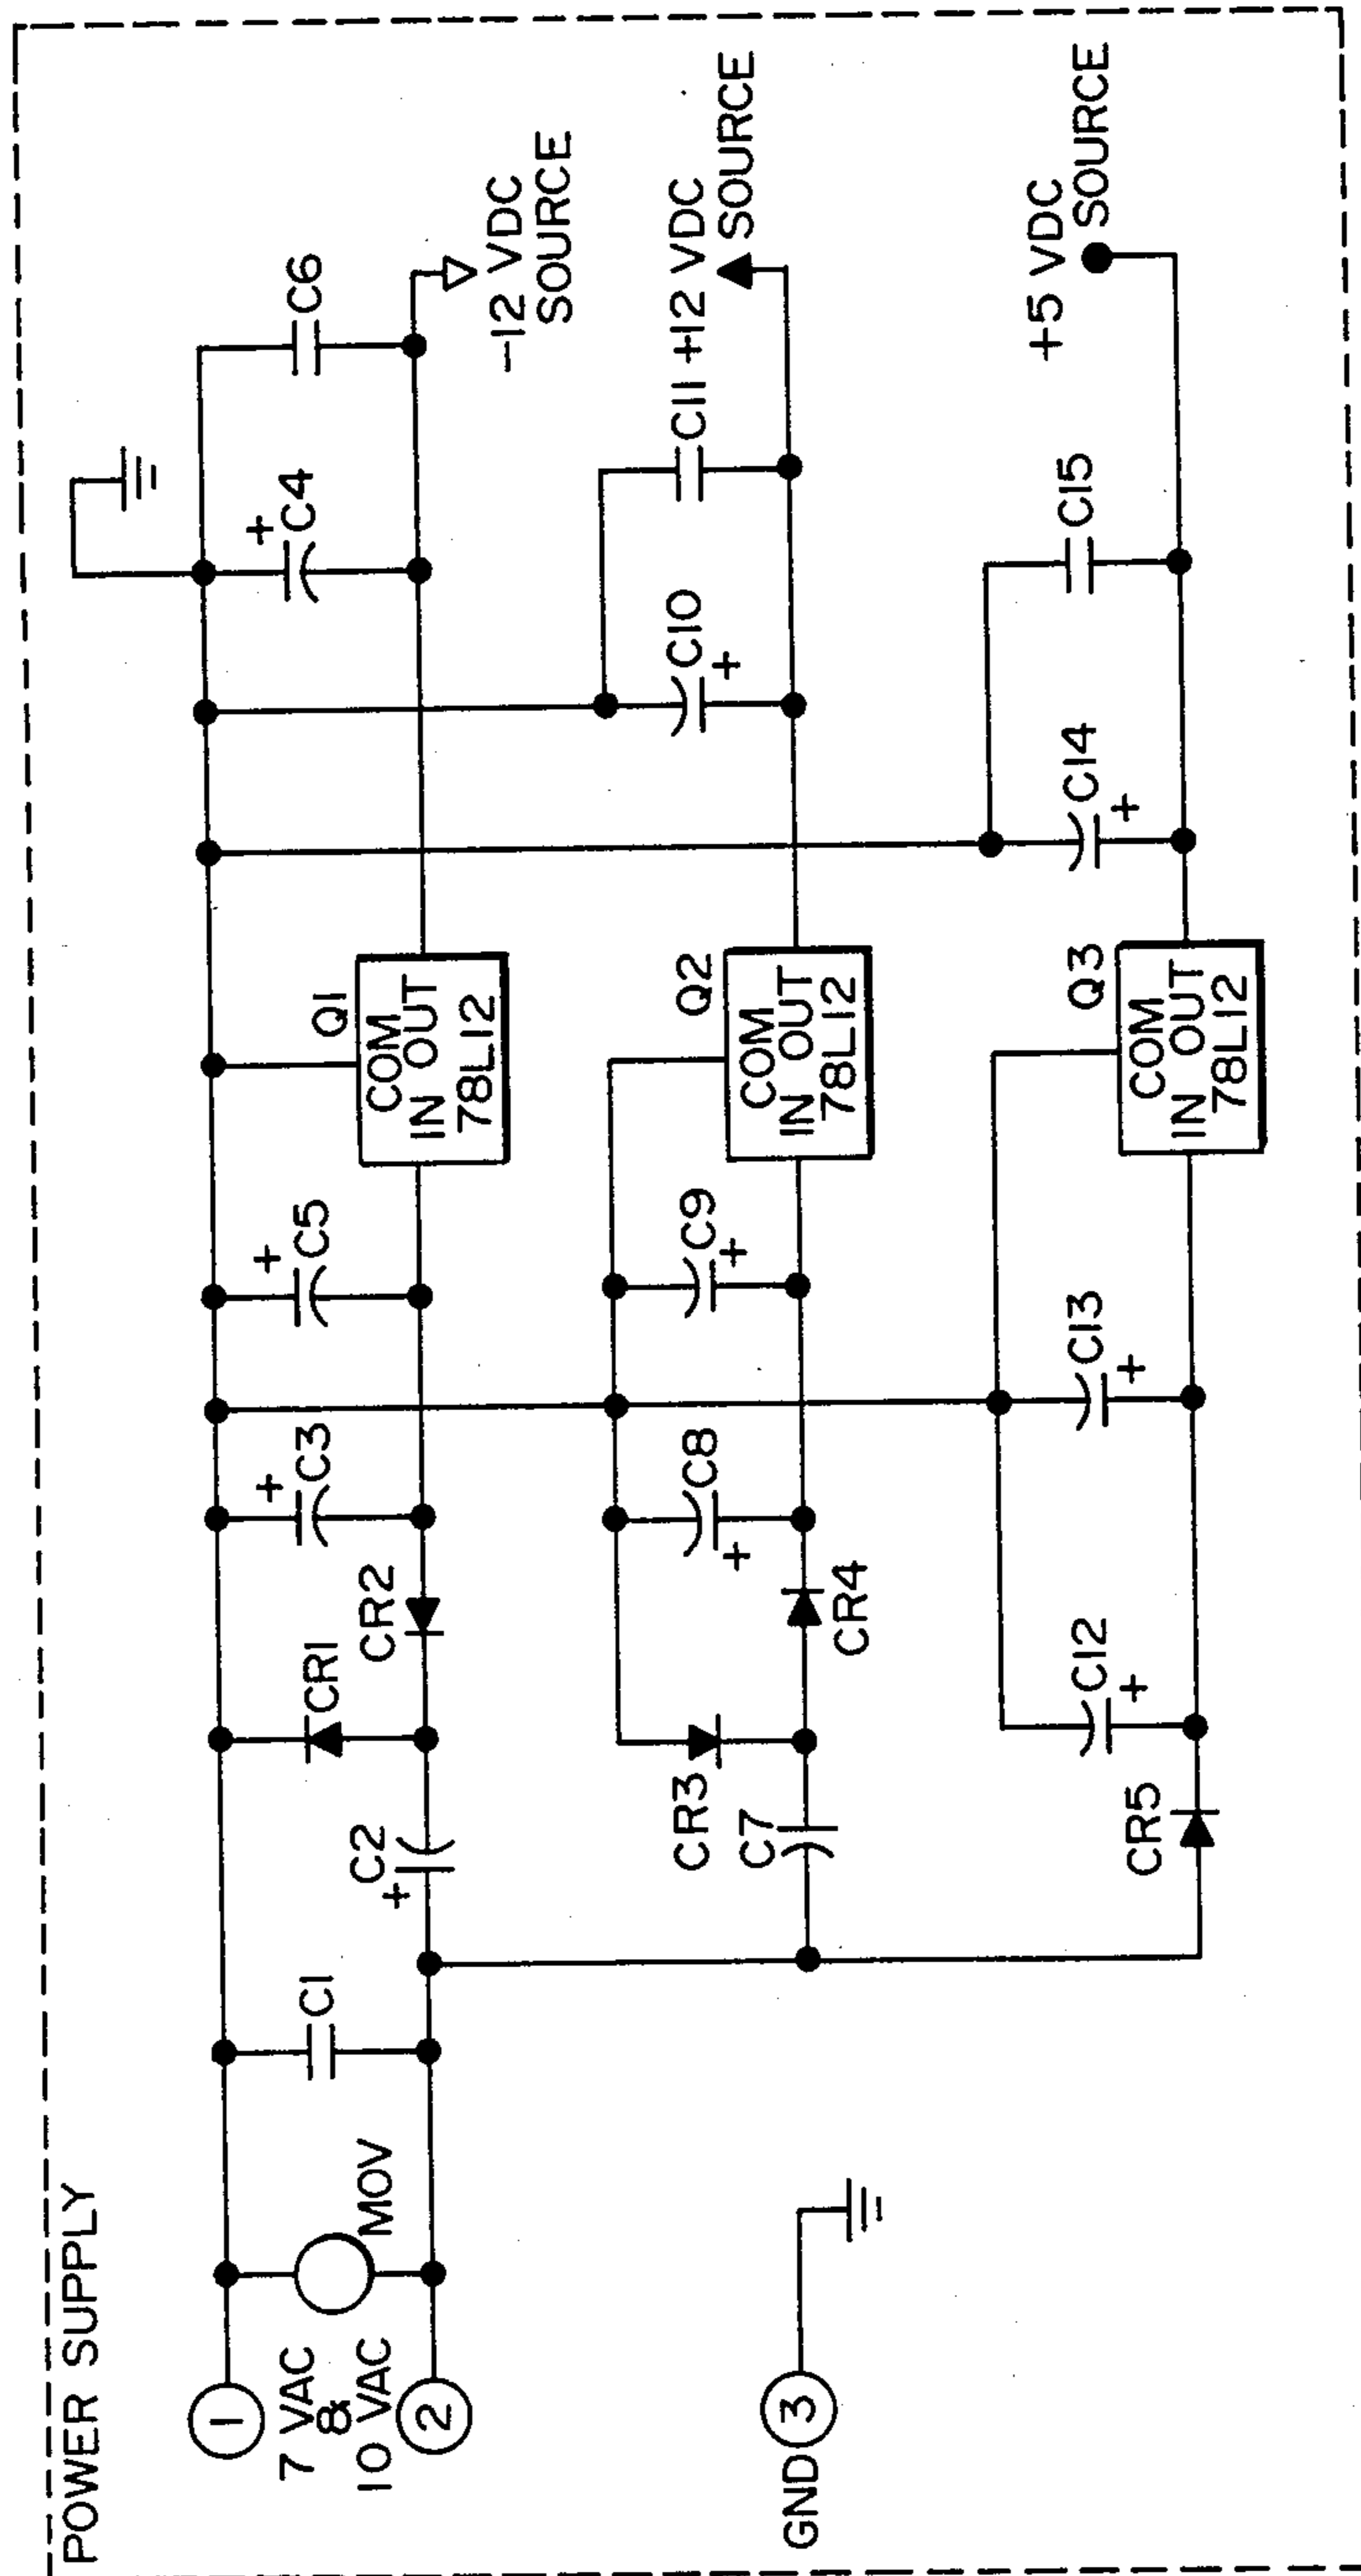 POWER SUPPLY
1
7 VAC
&
10 VAC
2
MOV
C1
C2
+
CR1
CR2
+
C3
+
C5
Q1
COM
IN OUT
78L12
+
C4
C6
-12 VDC
SOURCE
GND 3
CR3
C7
CR4
C8
+
C9
+
Q2
COM
IN OUT
78L12
C10
+
C11
+12 VDC
SOURCE
CR5
C12
+
C13
+
Q3
COM
IN OUT
78L12
C14
+
C15
+5 VDC
SOURCE